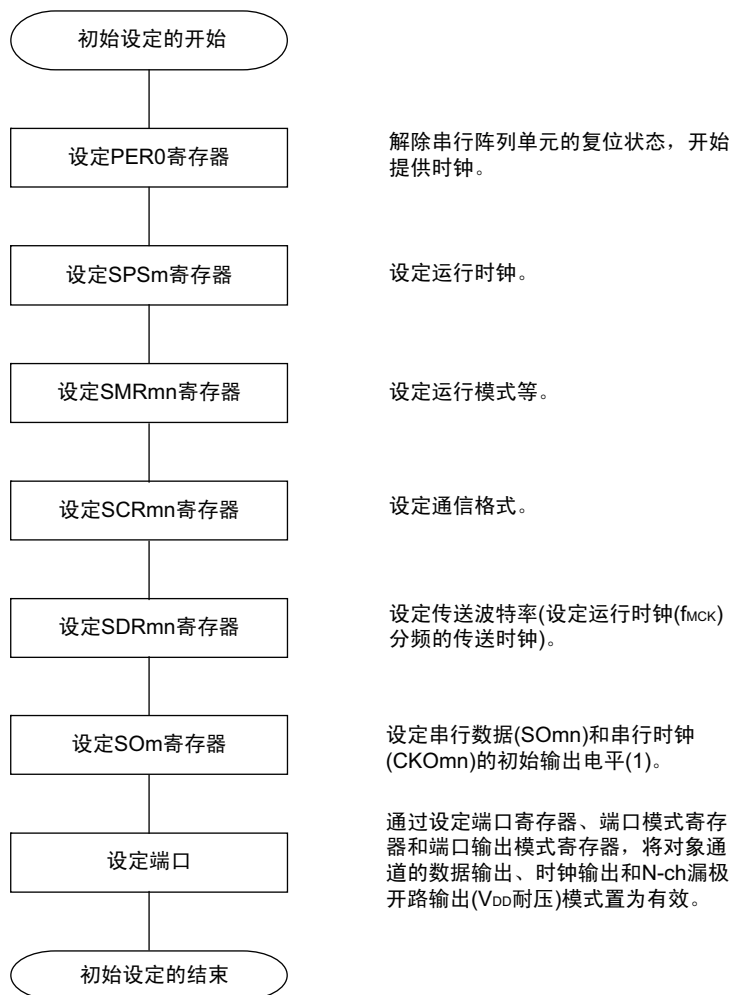 初始设定的开始
设定PER0寄存器
解除串行阵列单元的复位状态，开始
提供时钟。
设定SPSm寄存器
设定运行时钟。
设定SMRmn寄存器
设定运行模式等。
设定SCRmn寄存器
设定通信格式。
设定SDRmn寄存器
设定传送波特率(设定运行时钟(fMCK)
分频的传送时钟)。
设定SOm寄存器
设定串行数据(SOmn)和串行时钟
(CKOmn)的初始输出电平(1)。
设定端口
通过设定端口寄存器、端口模式寄存
器和端口输出模式寄存器，将对象通
道的数据输出、时钟输出和N-ch漏极
开路输出(VDD耐压)模式置为有效。
初始设定的结束